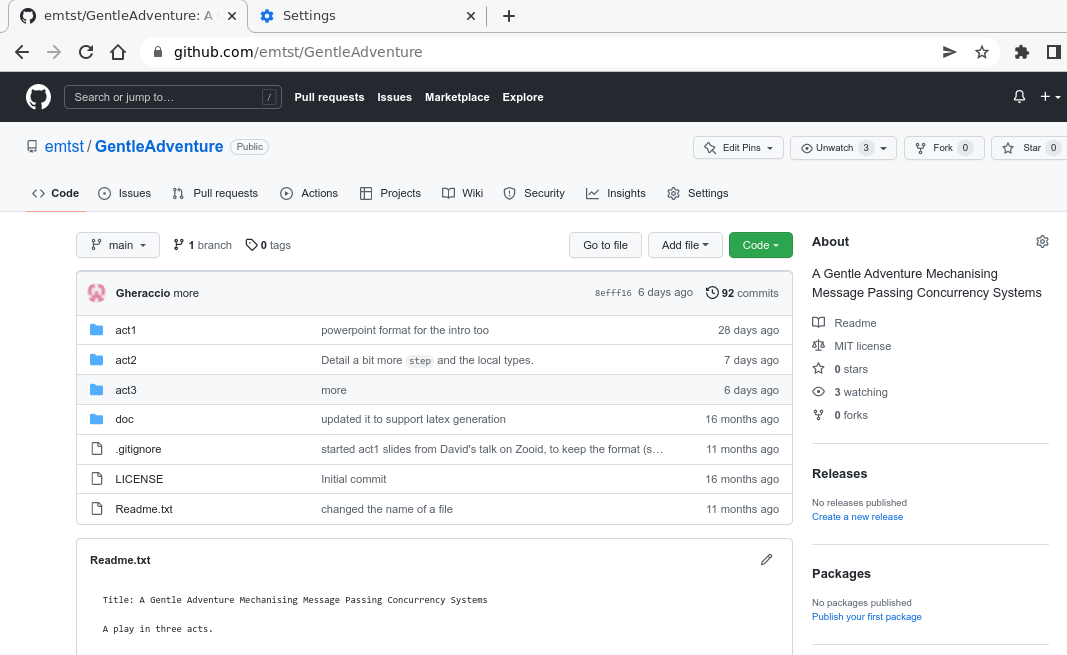 emtst/GentleAdventure: A
Settings
github.com/emtst/GentleAdventure
Search or jump to… /
Pull requests Issues Marketplace Explore
emtst / GentleAdventure Public
Edit Pins Unwatch 3 Fork 0 Star 0
Code Issues Pull requests Actions Projects Wiki Security Insights Settings
main 1 branch 0 tags Go to file Add file Code
Gheraccio more 8efff16 6 days ago 92 commits
act1 powerpoint format for the intro too 28 days ago
act2 Detail a bit more step and the local types. 7 days ago
act3 more 6 days ago
doc updated it to support latex generation 16 months ago
.gitignore started act1 slides from David's talk on Zooid, to keep the format (s… 11 months ago
LICENSE Initial commit 16 months ago
Readme.txt changed the name of a file 11 months ago
Readme.txt
Title: A Gentle Adventure Mechanising Message Passing Concurrency Systems
A play in three acts.
About
A Gentle Adventure Mechanising
Message Passing Concurrency Systems
Readme
MIT license
0 stars
3 watching
0 forks
Releases
No releases published
Create a new release
Packages
No packages published
Publish your first package